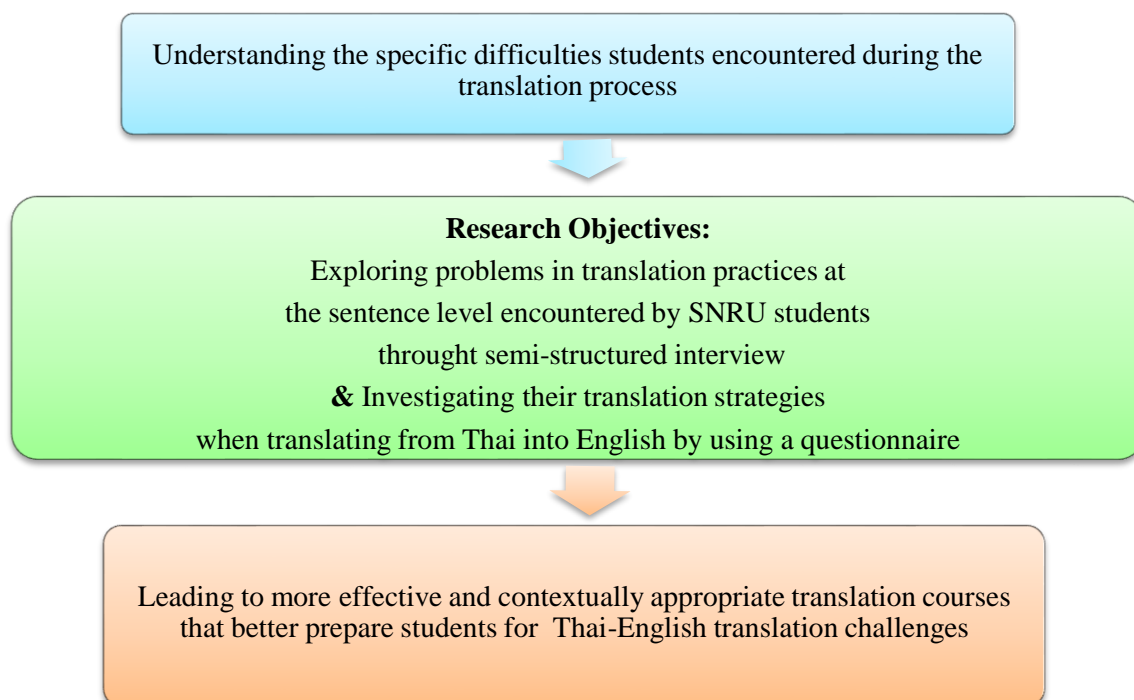 Understanding the specific difficulties students encountered during the
translation process
Research Objectives:
Exploring problems in translation practices at
the sentence level encountered by SNRU students
throught semi-structured interview
& Investigating their translation strategies
when translating from Thai into English by using a questionnaire
Leading to more effective and contextually appropriate translation courses
that better prepare students for Thai-English translation challenges